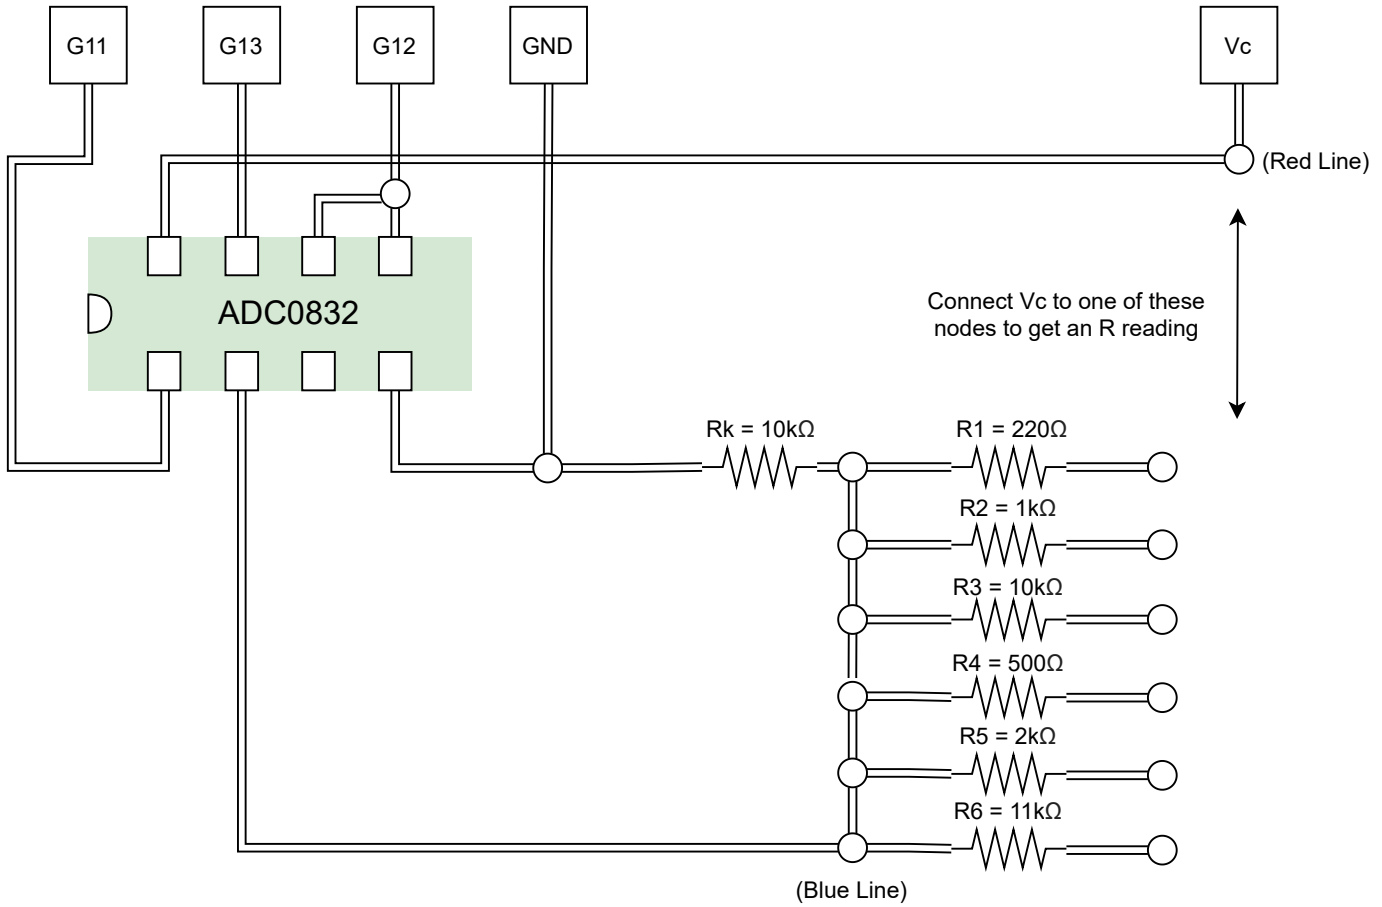 G11
G13
G12
GND
Vc
(Red Line)
ADC0832
Connect Vc to one of these
nodes to get an R reading
Rk = 10kΩ
R1 = 220Ω
R2 = 1kΩ
R3 = 10kΩ
R4 = 500Ω
R5 = 2kΩ
R6 = 11kΩ
(Blue Line)